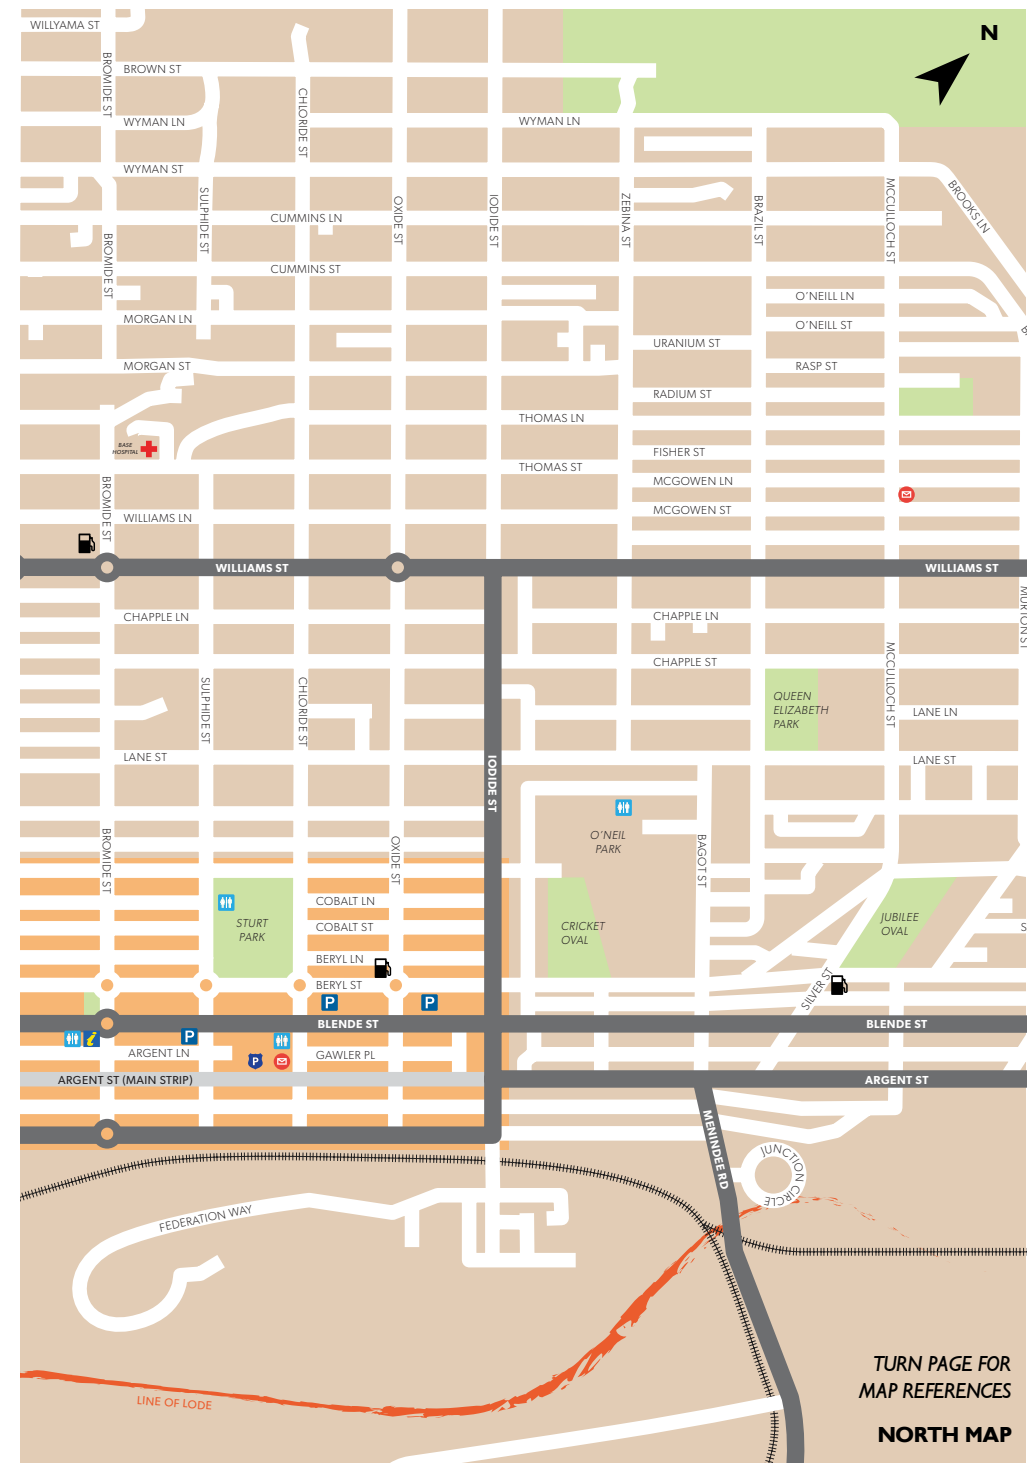 WILLYAMA ST
N
BROMIDE ST
BROWN ST
CHLORIDE ST
WYMAN LN
WYMAN LN
WYMAN ST
SULPHIDE ST
OXIDE ST
IODIDE ST
ZEBINA ST
BRAZIL ST
MCCULLOCH ST
BROOKS LN
CUMMINS LN
BROMIDE ST
CUMMINS ST
O'NEILL LN
MORGAN LN
O'NEILL ST
URANIUM ST
MORGAN ST
RASP ST
RADIUM ST
THOMAS LN
BASE
HOSPITAL
FISHER ST
THOMAS ST
MCGOWEN LN
BROMIDE ST
MCGOWEN ST
WILLIAMS LN
WILLIAMS ST
WILLIAMS ST
MORTON ST
CHAPPLE LN
CHAPPLE LN
CHAPPLE ST
SULPHIDE ST
CHLORIDE ST
MCCULLOCH ST
QUEEN
ELIZABETH
PARK
LANE LN
LANE ST
LANE ST
IODIDE ST
BROMIDE ST
OXIDE ST
O'NEIL
PARK
BAGOT ST
COBALT LN
STURT
PARK
COBALT ST
CRICKET
OVAL
JUBILEE
OVAL
BERYL LN
BERYL ST
SILVER ST
P
P
BLENDE ST
BLENDE ST
P
i
ARGENT LN
GAWLER PL
P
ARGENT ST (MAIN STRIP)
ARGENT ST
MENINDEE RD
JUNCTION CIRCLE
FEDERATION WAY
LINE OF LODE
TURN PAGE FOR
MAP REFERENCES
NORTH MAP